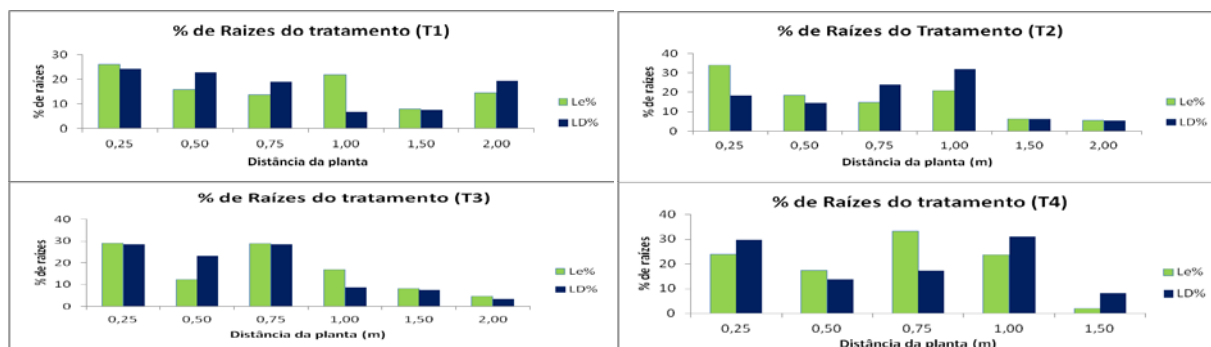 % de Raizes do tratamento (T1)
30
20
10
0
% de raízes
0,25 0,50 0,75 1,00 1,50 2,00
Distância da planta
Le%
LD%
% de Raízes do Tratamento (T2)
40
30
20
10
0
% de raízes
0,25 0,50 0,75 1,00 1,50 2,00
Distância da planta (m)
Le%
LD%
% de Raízes do tratamento (T3)
40
30
20
10
0
% de raízes
0,25 0,50 0,75 1,00 1,50 2,00
Distância da planta (m)
Le%
LD%
% de Raízes do tratamento (T4)
40
30
20
10
0
% de raízes
0,25 0,50 0,75 1,00 1,50
Distância da planta (m)
Le%
LD%